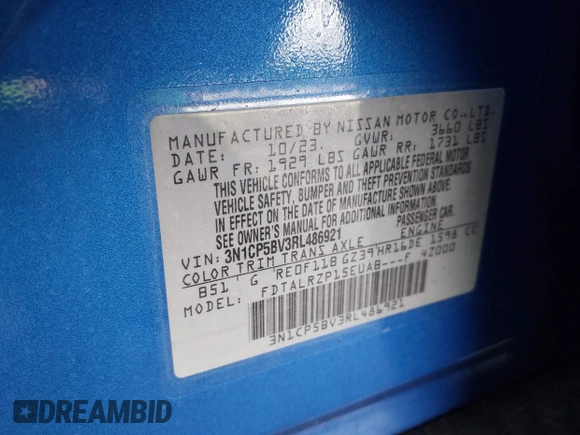 MANUFACTURED BY NISSAN MOTOR CO.,LTD.
DATE: 10/23. GVWR: 3660 LBS
GAWR FR: 1929 LBS GAWR RR: 1731 LBS
THIS VEHICLE CONFORMS TO ALL APPLICABLE FEDERAL MOTOR
VEHICLE SAFETY, BUMPER AND THEFT PREVENTION STANDARDS
IN EFFECT ON THE DATE OF MANUFACTURE SHOWN ABOVE.
SEE OWNER'S MANUAL FOR ADDITIONAL INFORMATION.
VIN: 3N1CP5BV3RL486921 PASSENGER CAR.
COLOR TRIM TRANS AXLE ENGINE
B51 G RE0F11B GZ39 HR16DE 1598 CC
MODEL: FDTALRZP15EUAB---F 42000
3N1CP5BV3RL486921
DREAMBID